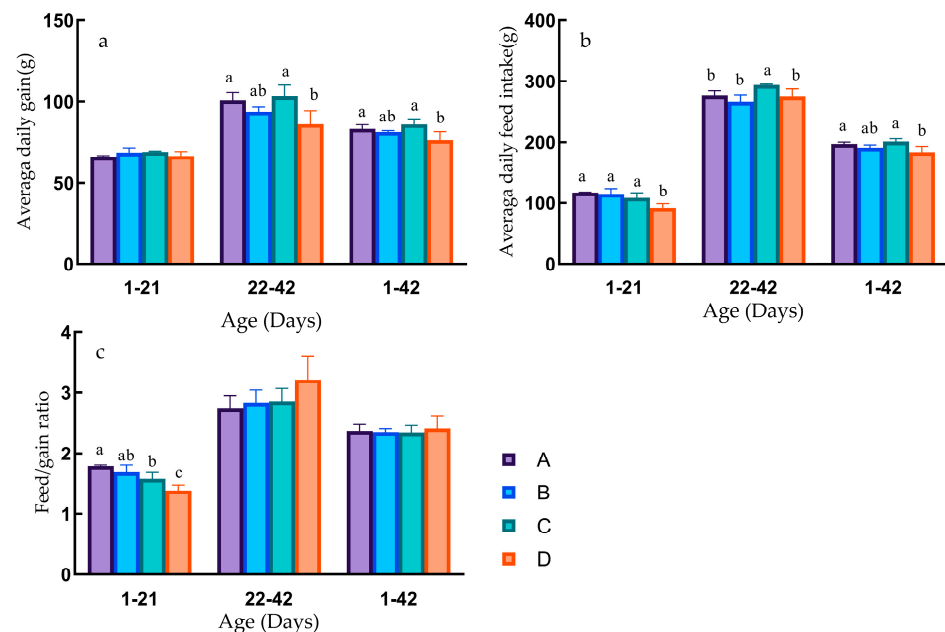 150
100
50
0
a
Averaga daily gain(g)
a ab a b
a ab a b
1-21 22-42 1-42
Age (Days)
400
300
200
100
0
b
Averaga daily feed intake(g)
a a a b
b b a b
a ab a b
1-21 22-42 1-42
Age (Days)
4
3
2
1
0
c
Feed/gain ratio
a ab b c
1-21 22-42 1-42
Age (Days)
A
B
C
D